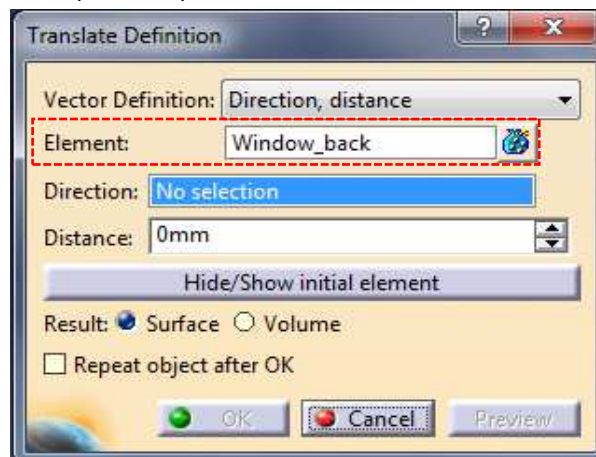 Translate Definition ? X
Vector Definition: Direction, distance
Element: Window_back
Direction: No selection
Distance: 0mm
Hide/Show initial element
Result: Surface Volume
Repeat object after OK
OK Cancel Preview